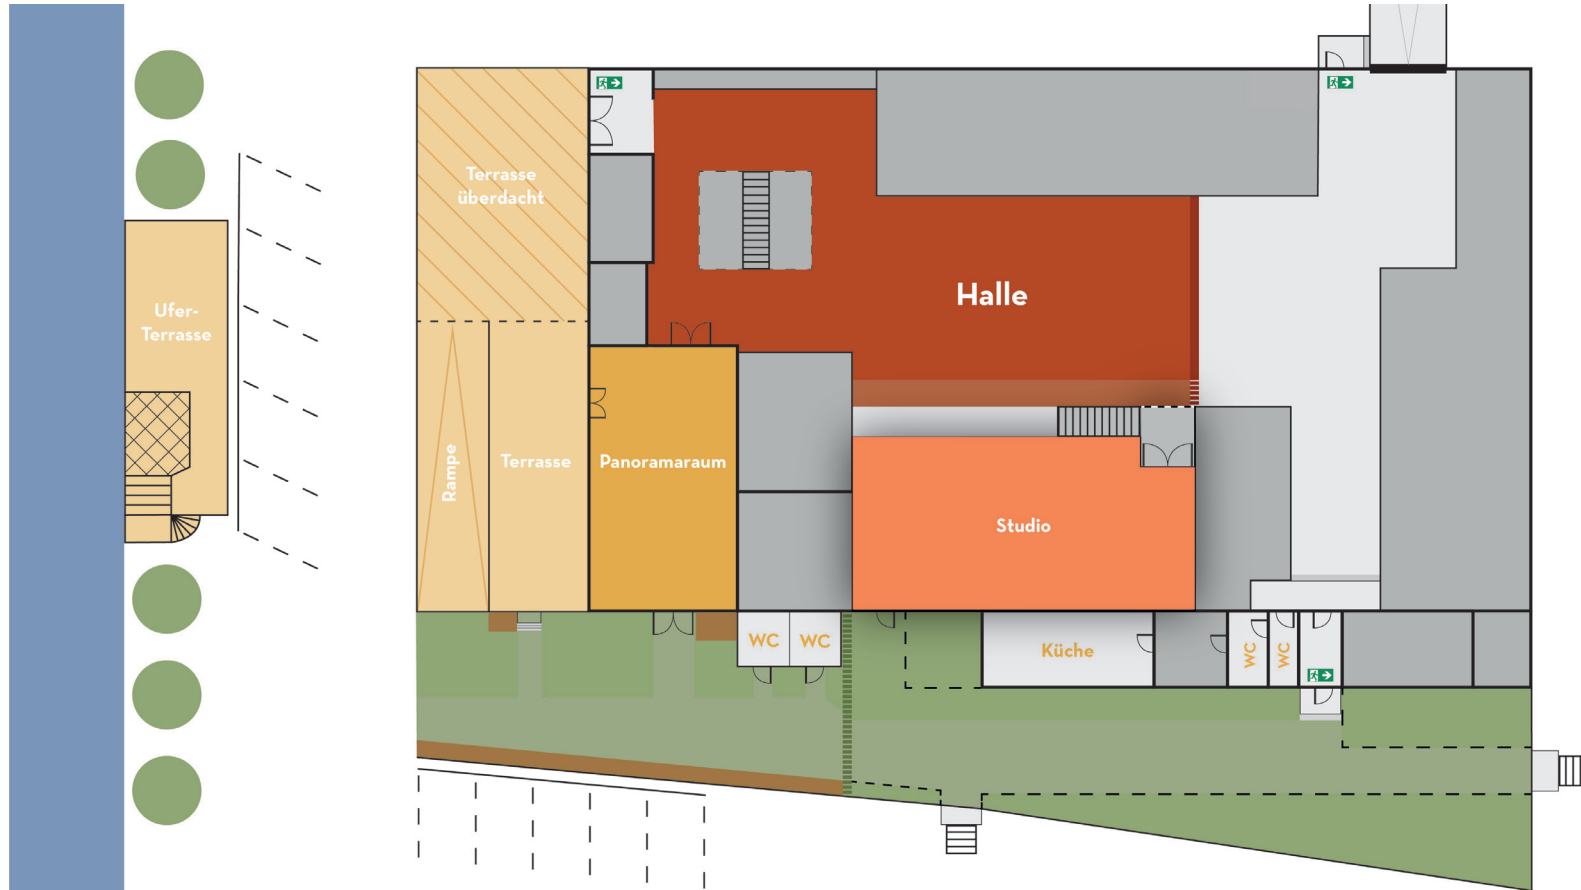 Terrasse
überdacht
Ufer-
Terrasse
Halle
Rampe
Terrasse
Panoramaraum
Studio
WC
WC
Küche
WC
WC